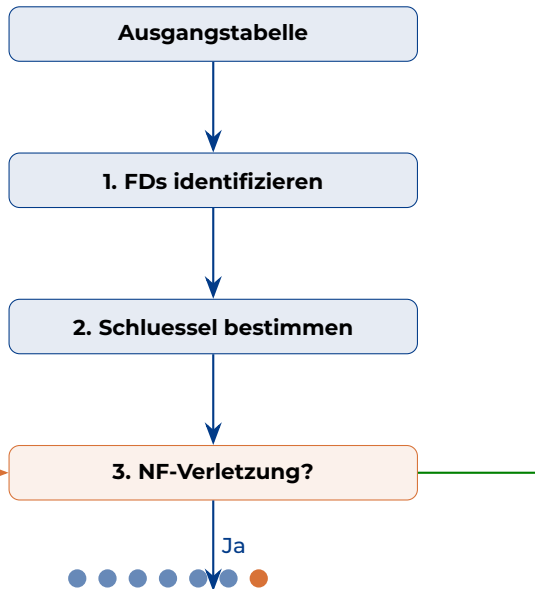 Ausgangstabelle
1. FDs identifizieren
2. Schluessel bestimmen
3. NF-Verletzung?
Ja